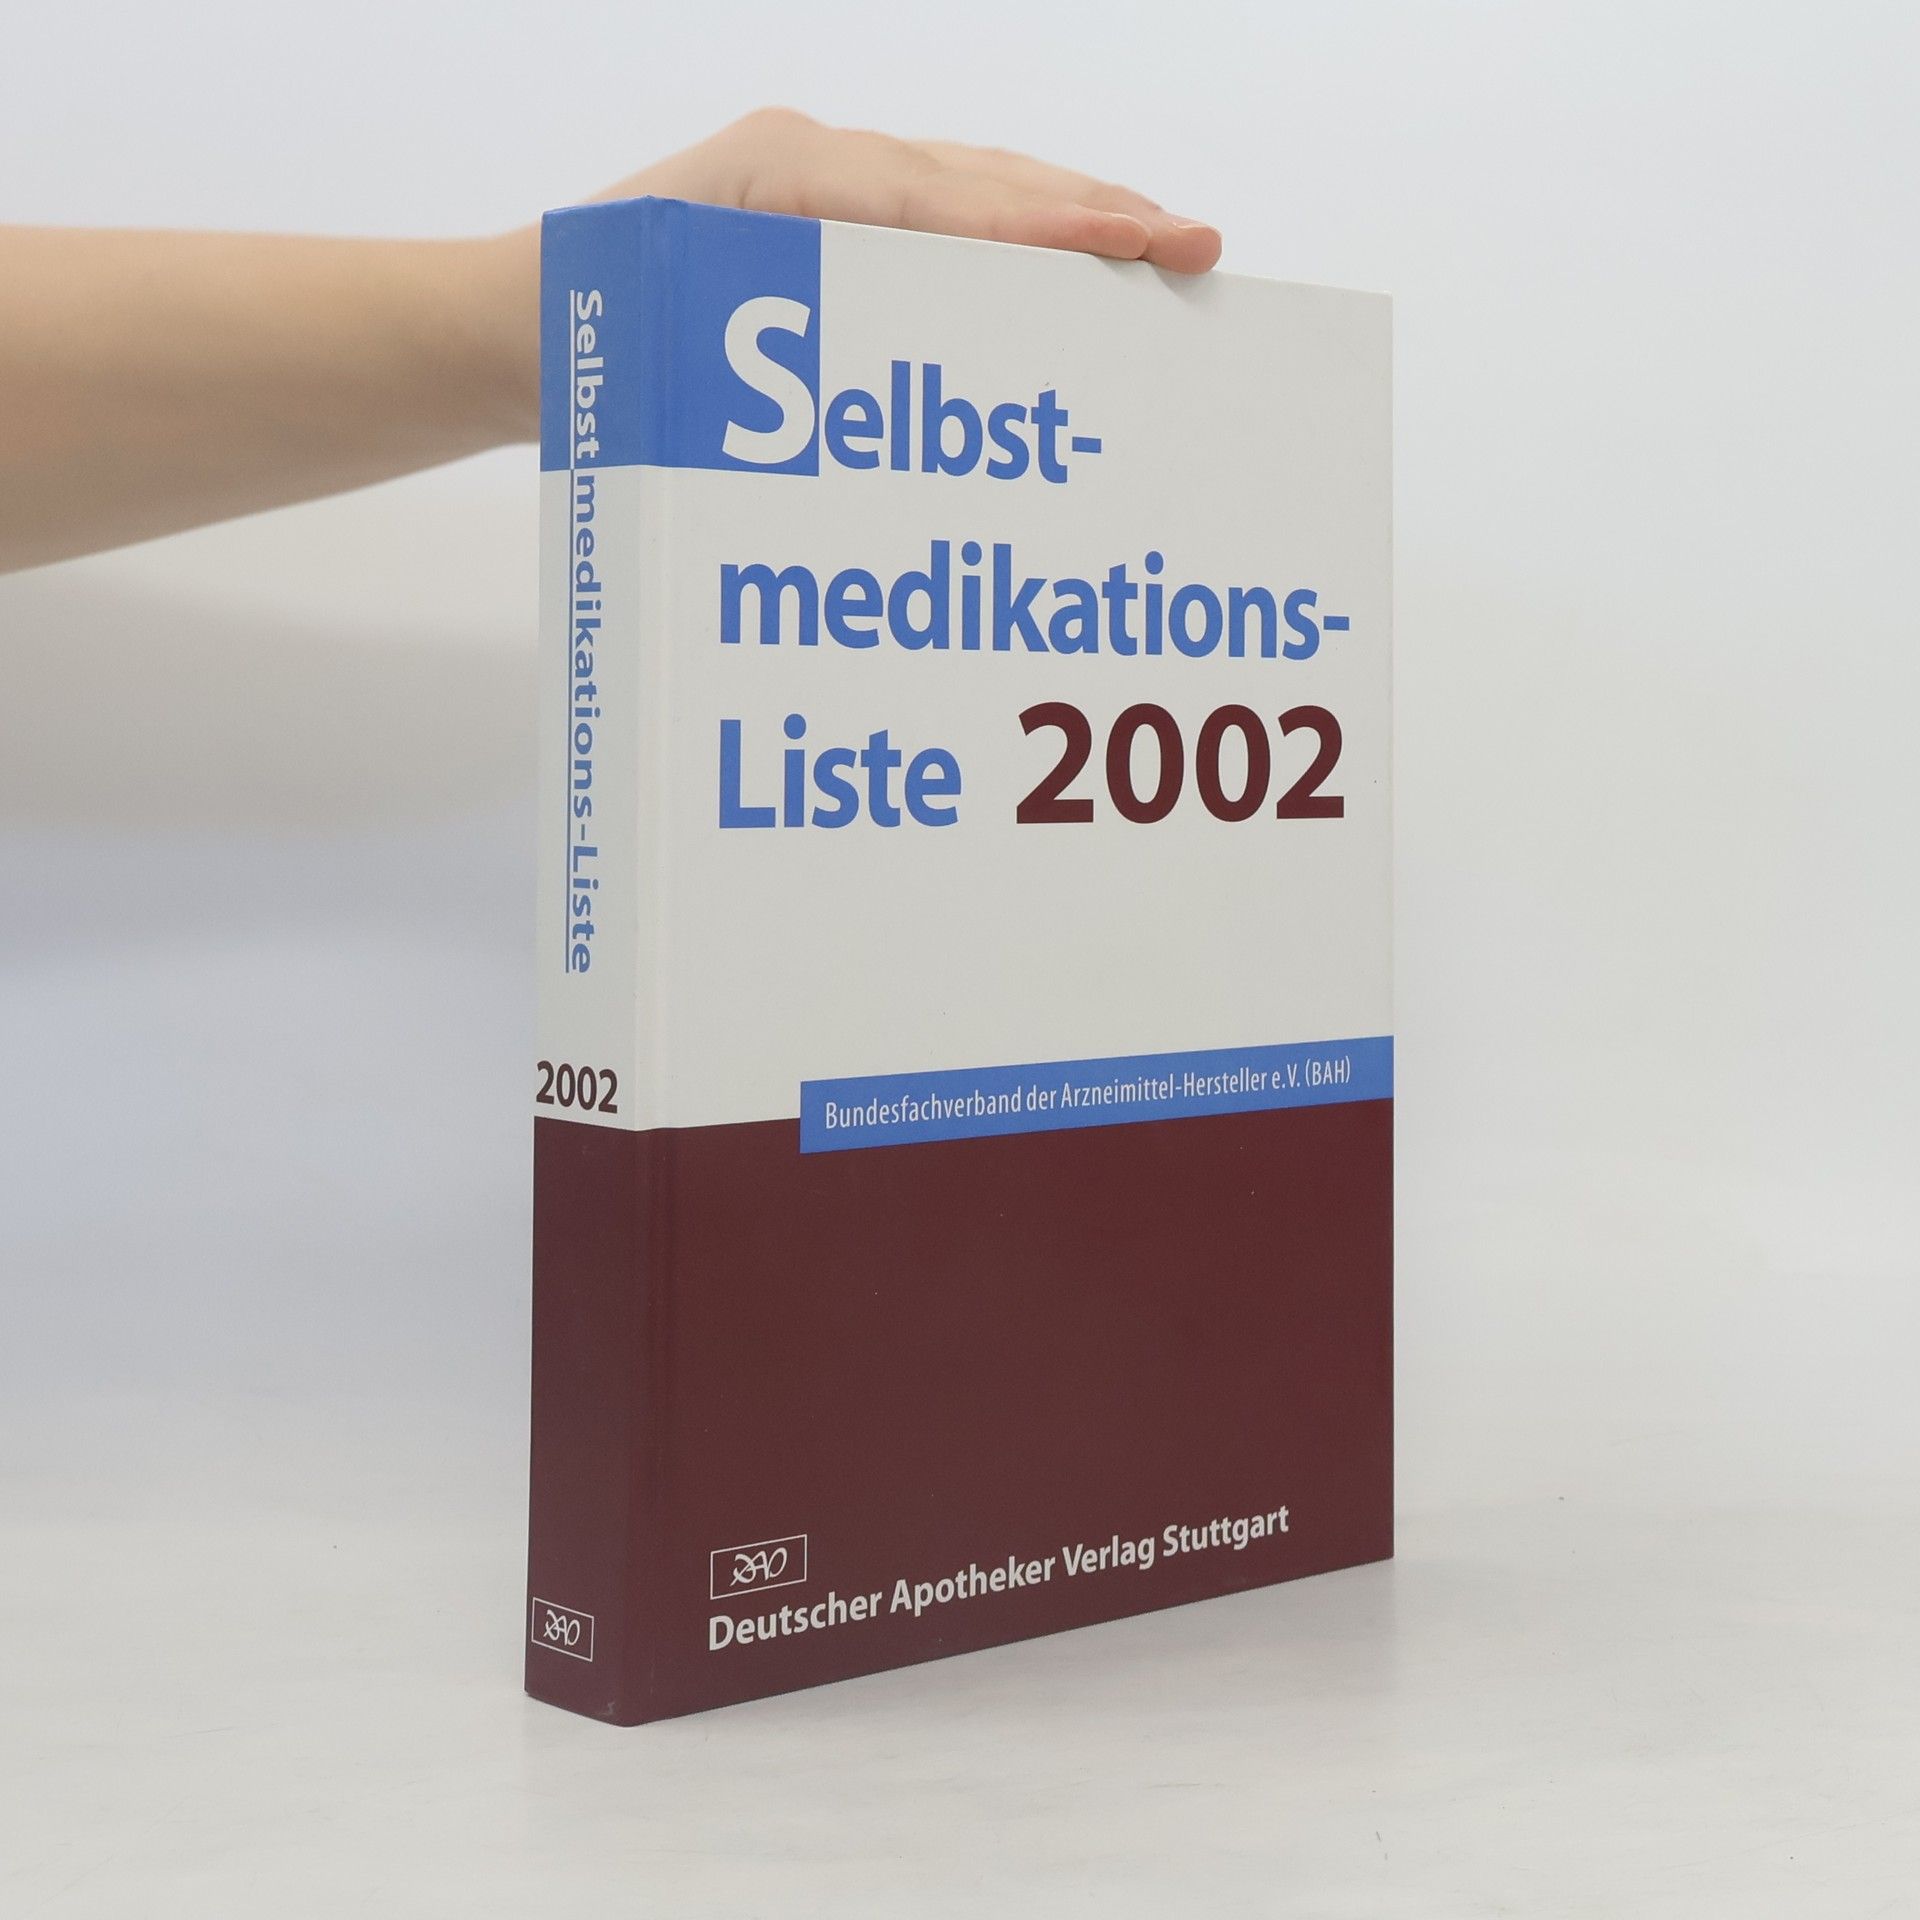 Selbstmedikations-Liste
2002
Selbst-
medikations-
Liste 2002
Bundesfachverband der Arzneimittel-Hersteller e.V. (BAH)
DAV
Deutscher Apotheker Verlag Stuttgart
DAV